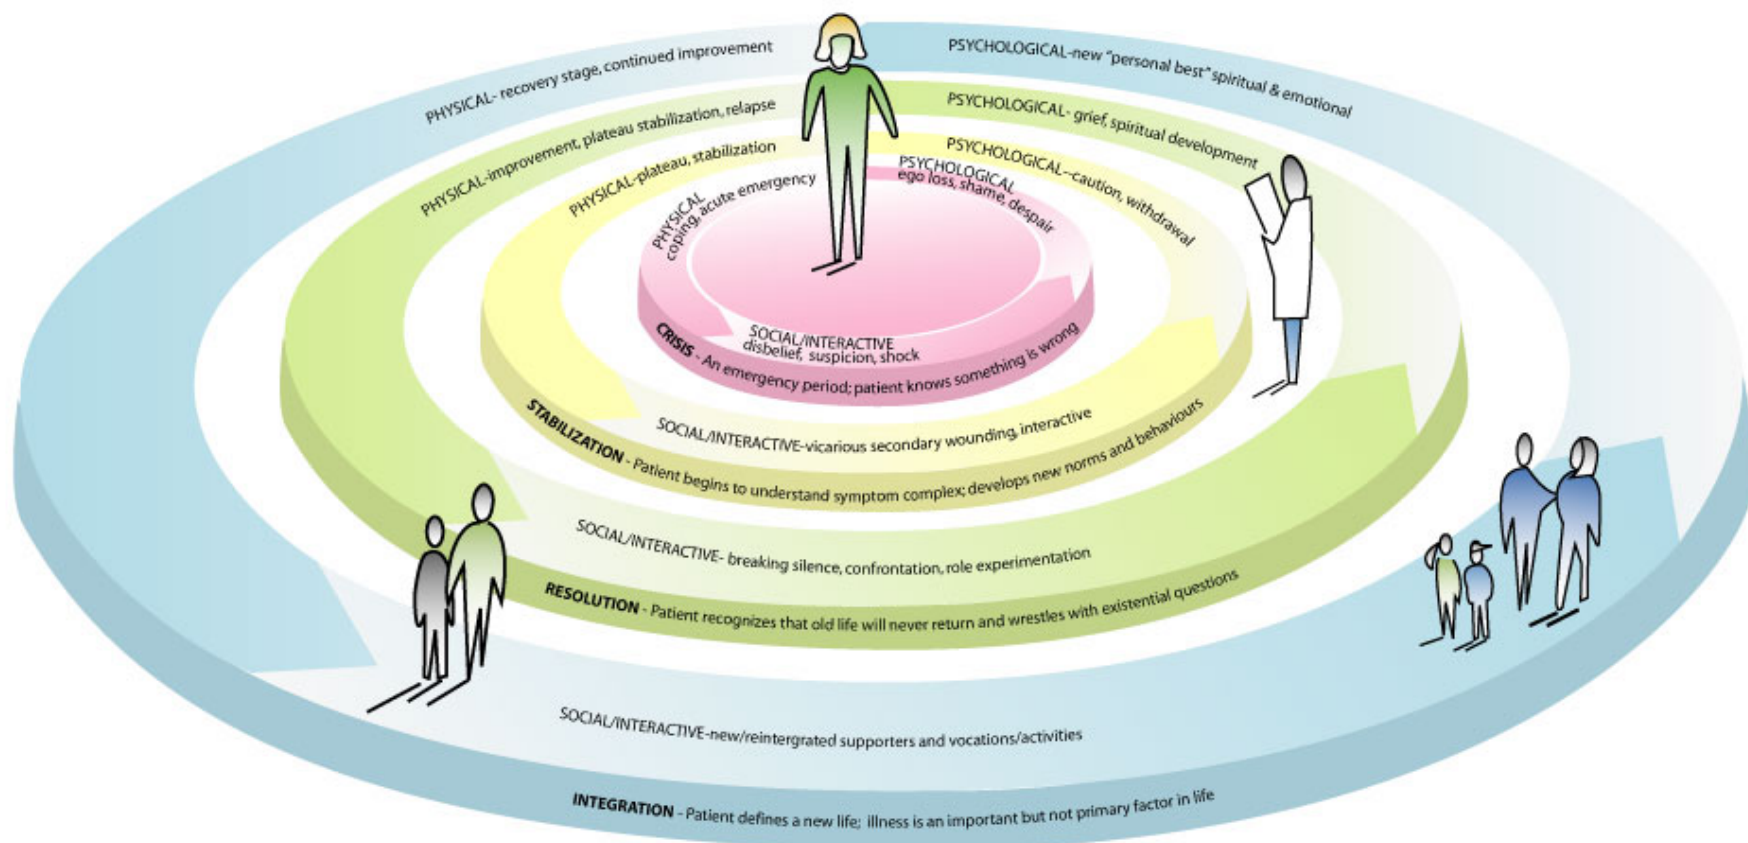 PHYSICAL- recovery stage, continued improvement
PSYCHOLOGICAL-new “personal best” spiritual & emotional
PHYSICAL-improvement, plateau stabilization, relapse
PSYCHOLOGICAL- grief, spiritual development
PHYSICAL-plateau, stabilization
PSYCHOLOGICAL--caution, withdrawal
PHYSICAL
coping, acute emergency
PSYCHOLOGICAL
ego loss, shame, despair
SOCIAL/INTERACTIVE
disbelief, suspicion, shock
CRISIS - An emergency period; patient knows something is wrong
SOCIAL/INTERACTIVE-vicarious secondary wounding, interactive
STABILIZATION - Patient begins to understand symptom complex; develops new norms and behaviours
SOCIAL/INTERACTIVE- breaking silence, confrontation, role experimentation
RESOLUTION - Patient recognizes that old life will never return and wrestles with existential questions
SOCIAL/INTERACTIVE-new/reintergrated supporters and vocations/activities
INTEGRATION - Patient defines a new life; illness is an important but not primary factor in life